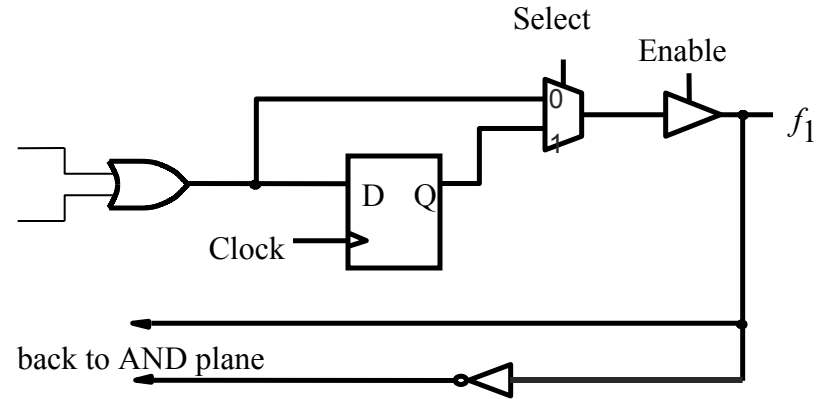 Select
Enable
0
f1
1
D Q
Clock
back to AND plane